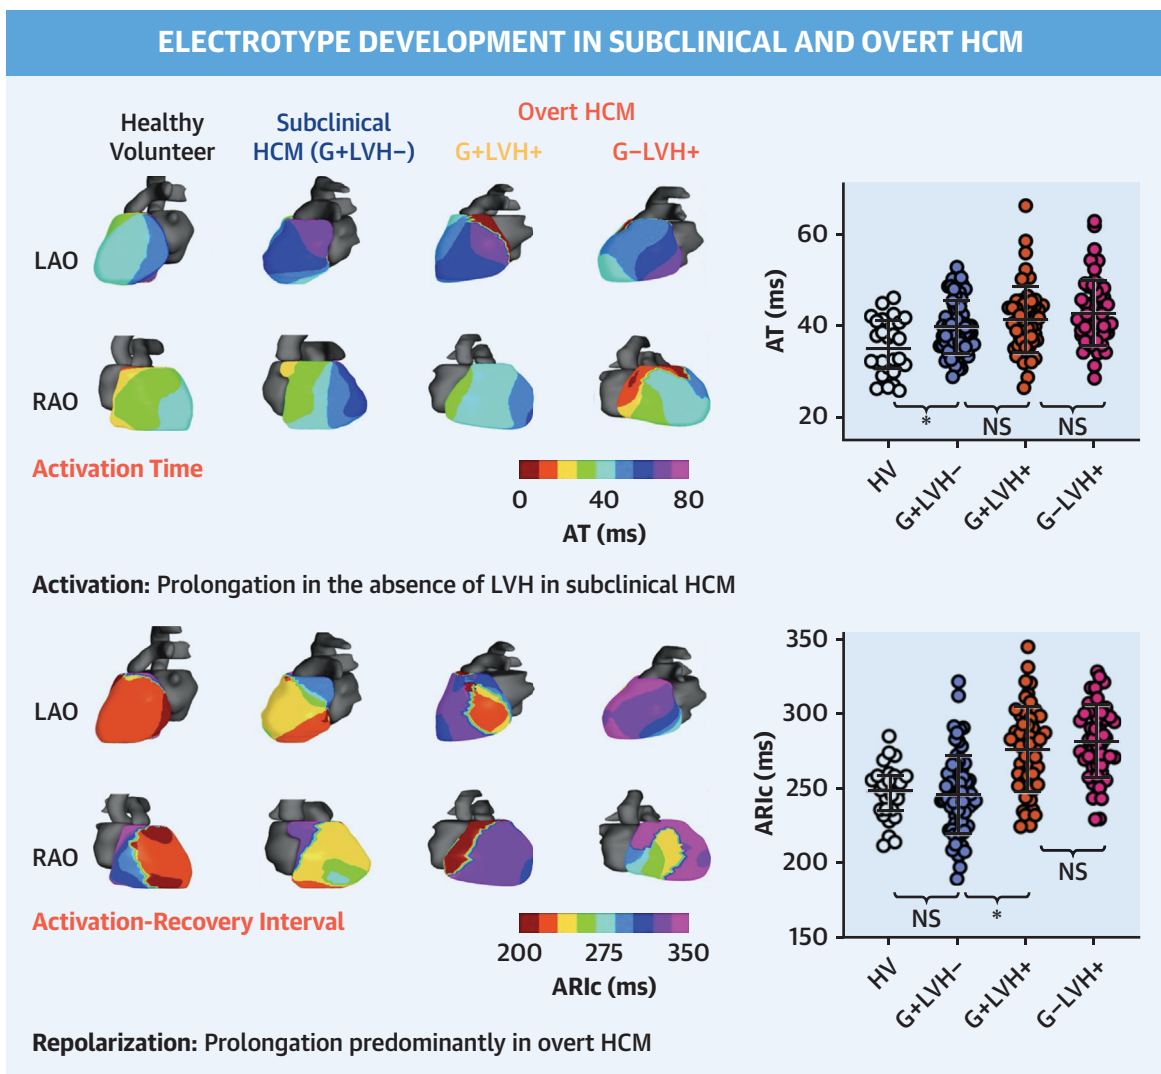 ELECTROTYPE DEVELOPMENT IN SUBCLINICAL AND OVERT HCM
Overt HCM
Healthy
Volunteer
Subclinical
HCM (G+LVH–)
G+LVH+
G–LVH+
LAO
RAO
Activation Time
0
40
80
AT (ms)
AT (ms)
60
40
20
*
NS
NS
HV
G+LVH–
G+LVH+
G–LVH+
Activation: Prolongation in the absence of LVH in subclinical HCM
LAO
RAO
Activation-Recovery Interval
200
275
350
ARIc (ms)
ARIc (ms)
350
300
250
200
150
NS
*
NS
HV
G+LVH–
G+LVH+
G–LVH+
Repolarization: Prolongation predominantly in overt HCM